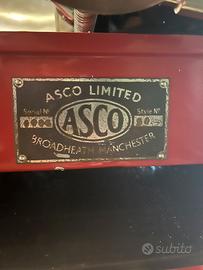 ASCO LIMITED
Serial No
Style No
ASCO
BROADHEATH MANCHESTER
subito